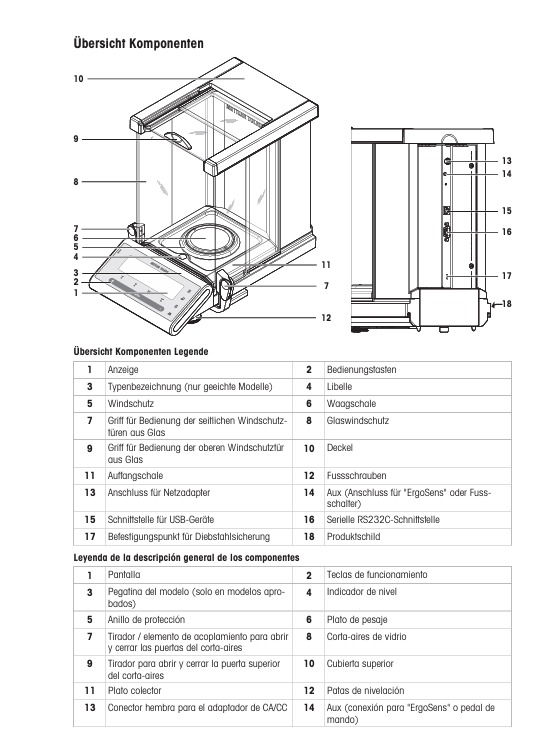 Übersicht Komponenten
10
9
8
7
6
5
4
3
2
1
11
7
12
13
14
15
16
17
18
Übersicht Komponenten Legende
1 Anzeige 2 Bedienungstasten
3 Typenbezeichnung (nur geeichte Modelle) 4 Libelle
5 Windschutz 6 Waagschale
7 Griff für Bedienung der seitlichen Windschutz- 8 Glaswindschutz
türen aus Glas
9 Griff für Bedienung der oberen Windschutztür 10 Deckel
aus Glas
11 Auffangschale 12 Fussschrauben
13 Anschluss für Netzadapter 14 Aux (Anschluss für "ErgoSens" oder Fuss-
schalter)
15 Schnittstelle für USB-Geräte 16 Serielle RS232C-Schnittstelle
17 Befestigungspunkt für Diebstahlsicherung 18 Produktschild
Leyenda de la descripción general de los componentes
1 Pantalla 2 Teclas de funcionamiento
3 Pegatina del modelo (solo en modelos apro- 4 Indicador de nivel
bados)
5 Anillo de protección 6 Plato de pesaje
7 Tirador / elemento de acoplamiento para abrir 8 Corta-aires de vidrio
y cerrar las puertas del corta-aires
9 Tirador para abrir y cerrar la puerta superior 10 Cubierta superior
del corta-aires
11 Plato colector 12 Patas de nivelación
13 Conector hembra para el adaptador de CA/CC 14 Aux (conexión para "ErgoSens" o pedal de
mando)